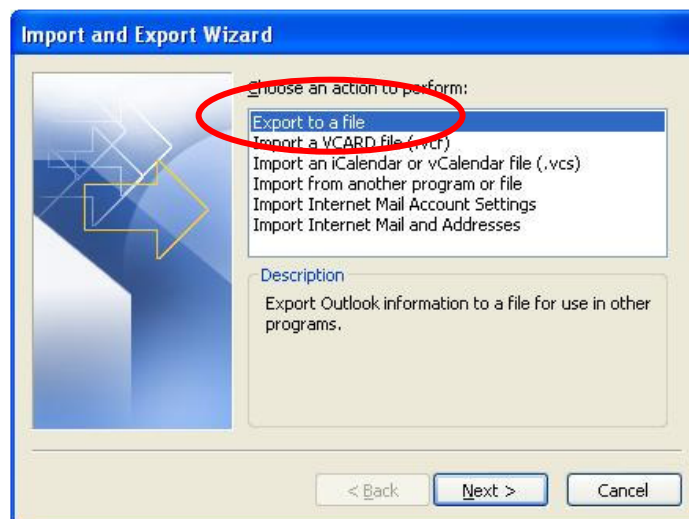 Import and Export Wizard
Choose an action to perform:
Export to a file
Import a VCARD file (.vcf)
Import an iCalendar or vCalendar file (.vcs)
Import from another program or file
Import Internet Mail Account Settings
Import Internet Mail and Addresses
Description
Export Outlook information to a file for use in other
programs.
< Back
Next >
Cancel